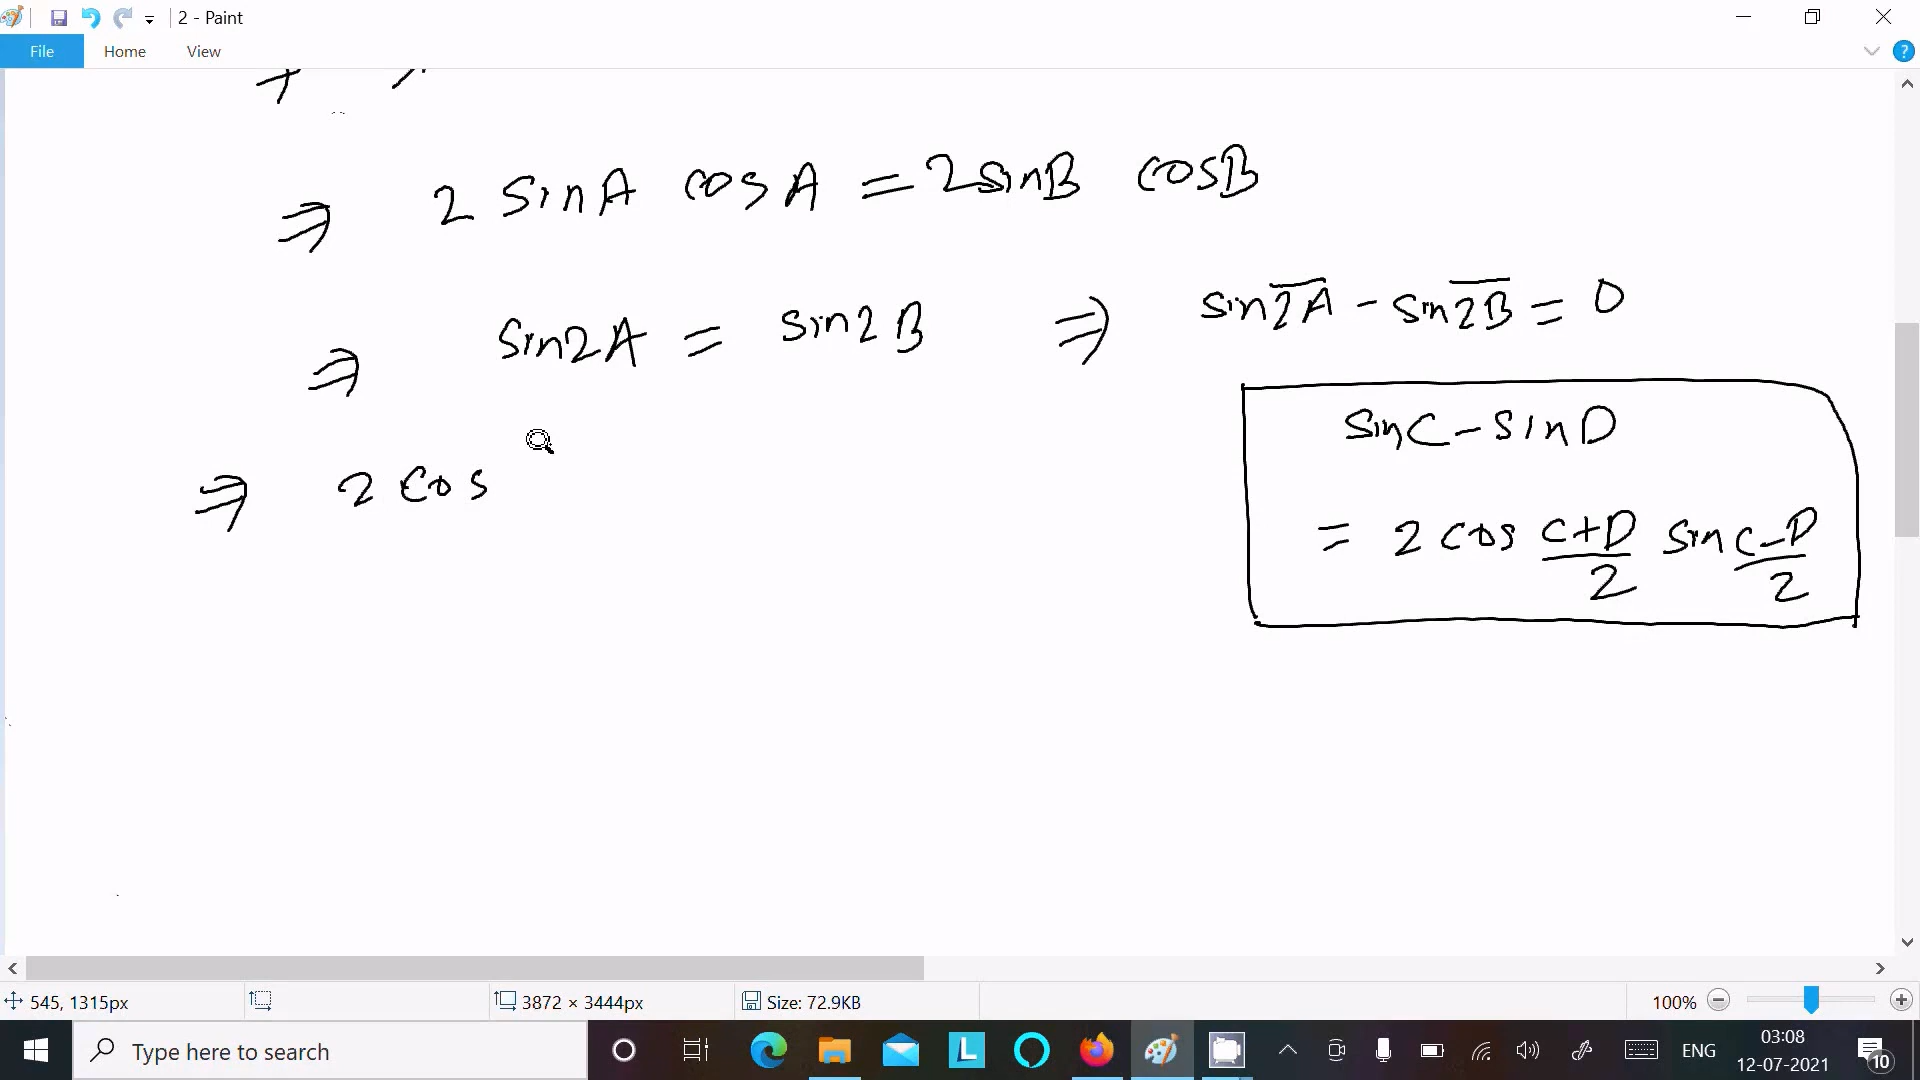 2 - Paint
File Home View
⇒ 2 sinA cosA = 2 sinB cosB
⇒ sin2A = sin2B ⇒ sin2A - sin2B = 0
sinC - sinD
⇒ 2 cos
= 2 cos C+D/2 sin C-D/2
545, 1315px 3872 × 3444px Size: 72.9KB 100%
Type here to search L ENG 03:08
12-07-2021 10